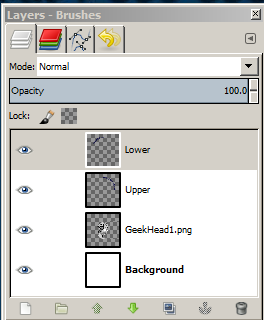 Layers - Brushes
Mode: Normal
Opacity 100.0
Lock:
Lower
Upper
GeekHead1.png
Background